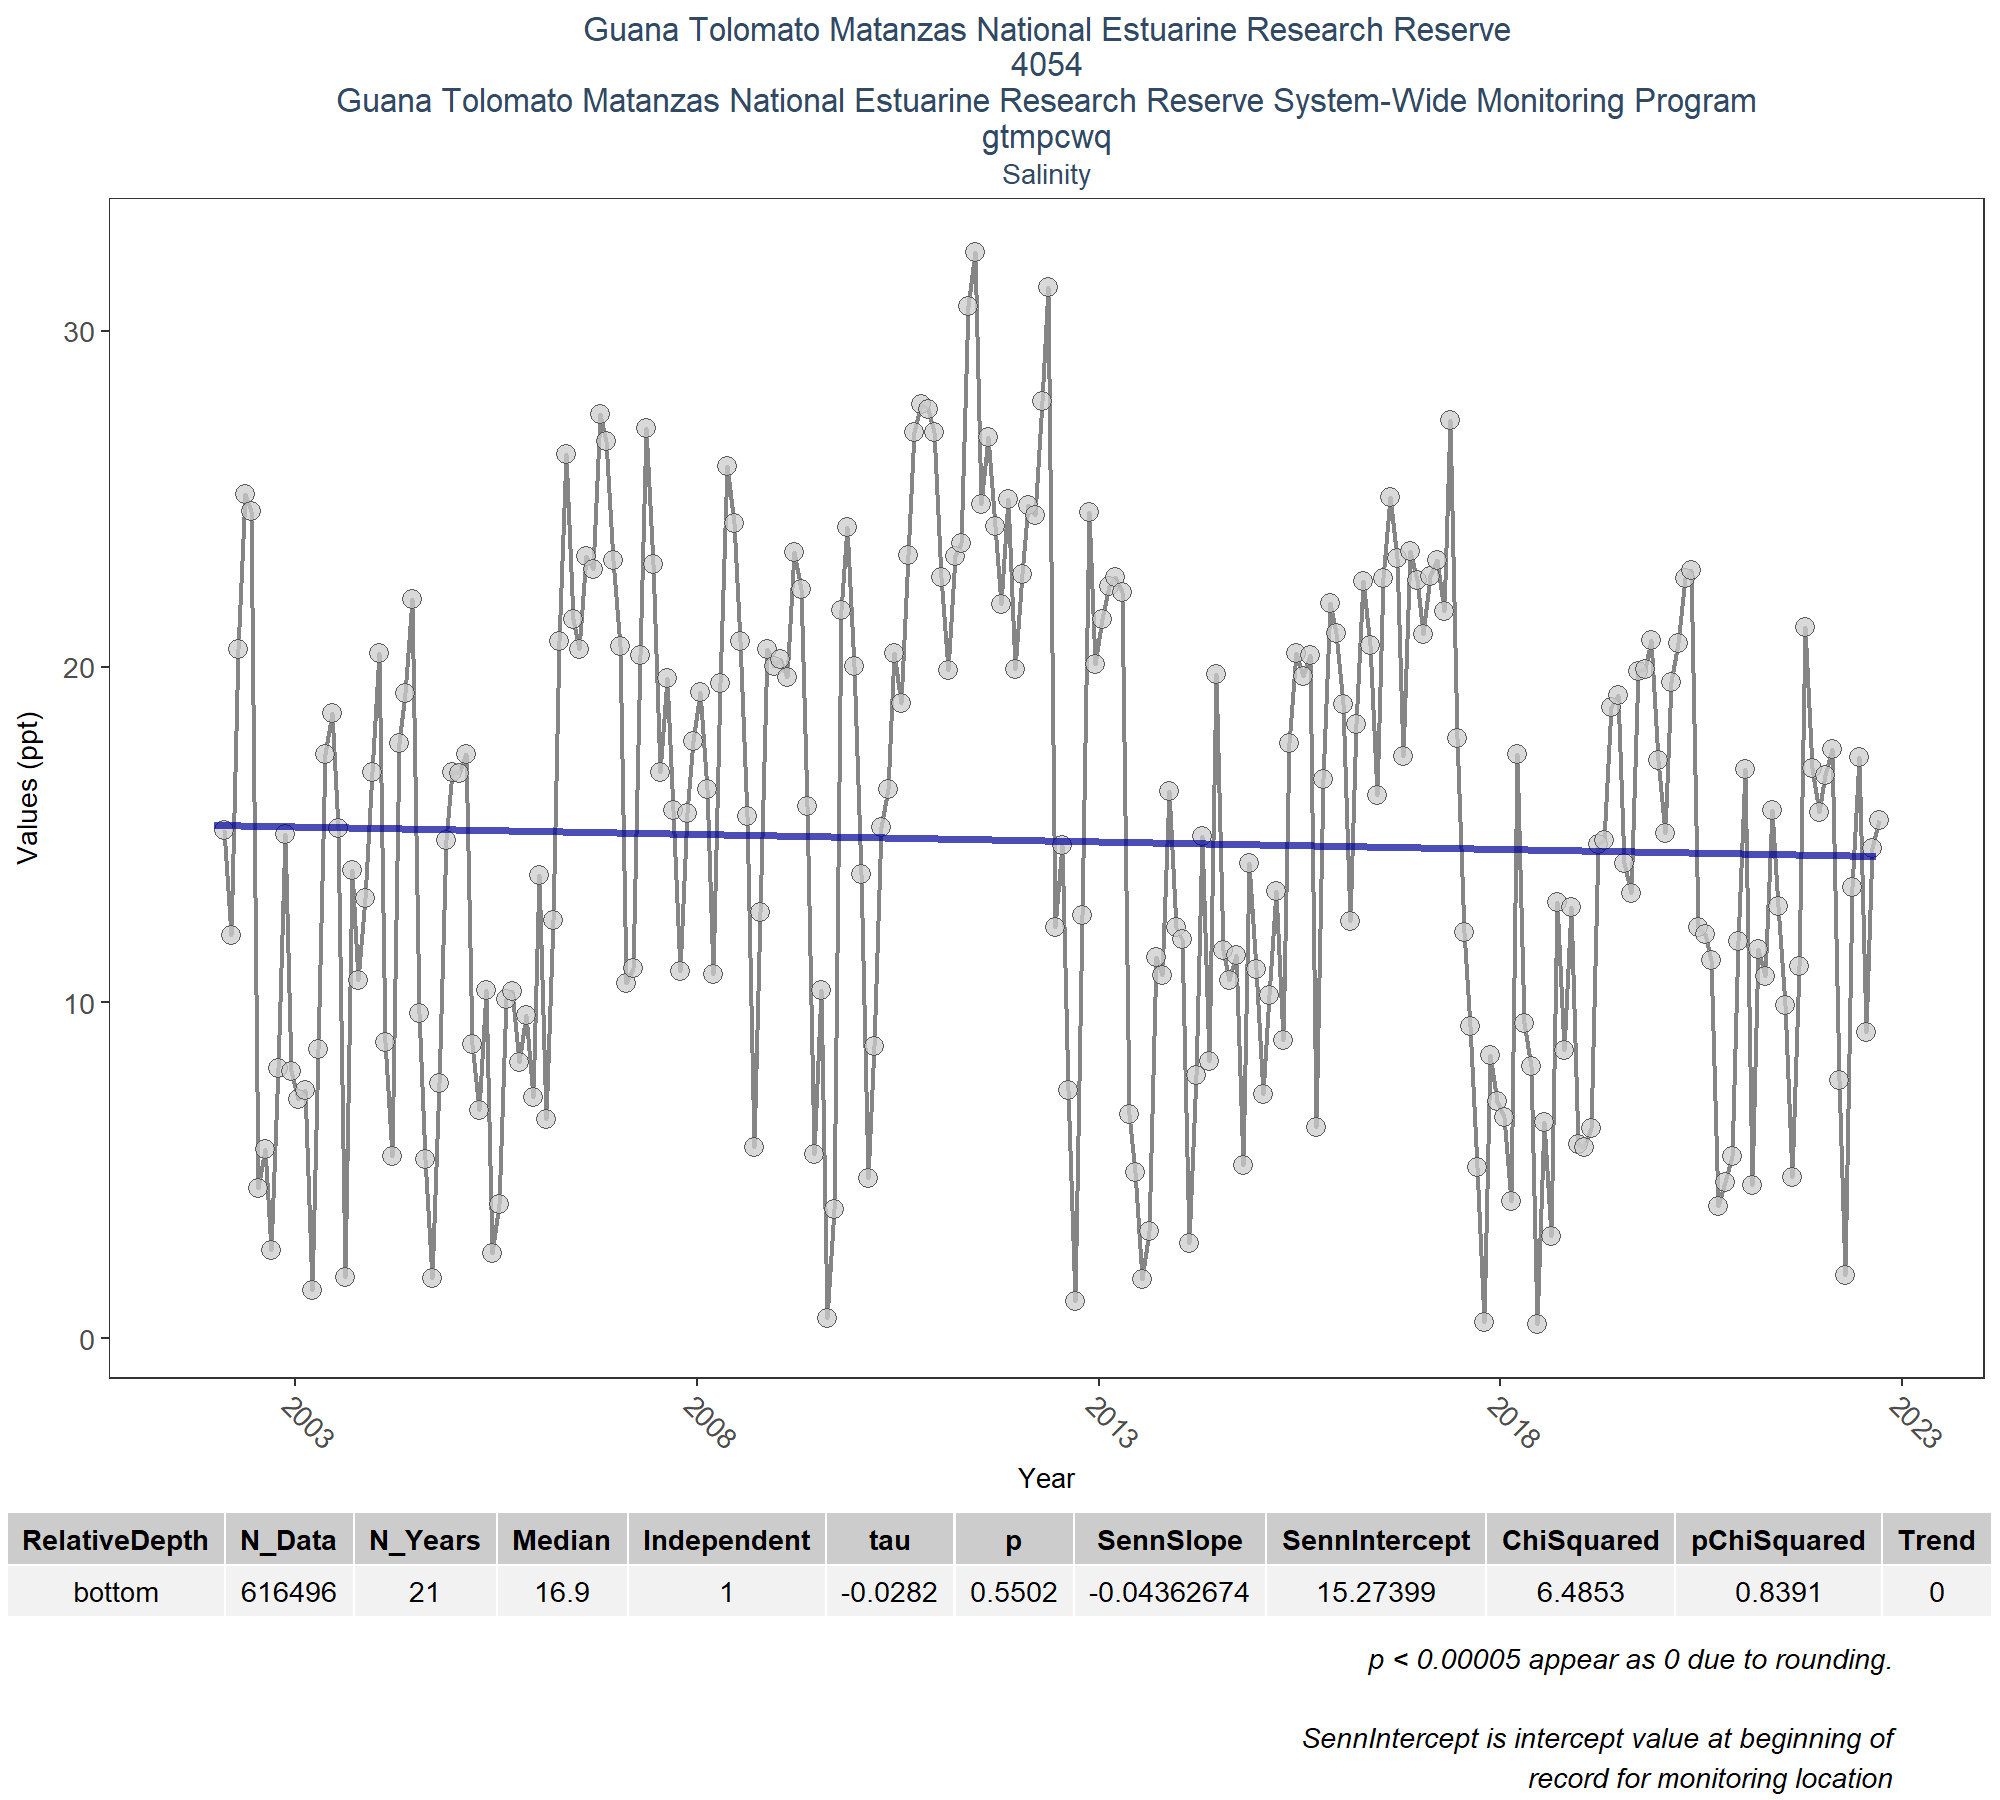 Guana Tolomato Matanzas National Estuarine Research Reserve
4054
Guana Tolomato Matanzas National Estuarine Research Reserve System-Wide Monitoring Program
gtmpcwq
Salinity
Values (ppt)
30
20
10
0
2003
2008
2013
2018
2023
Year
RelativeDepth N_Data N_Years Median Independent tau p SennSlope SennIntercept ChiSquared pChiSquared Trend
bottom 616496 21 16.9 1 -0.0282 0.5502 -0.04362674 15.27399 6.4853 0.8391 0
p < 0.00005 appear as 0 due to rounding.
SennIntercept is intercept value at beginning of
record for monitoring location